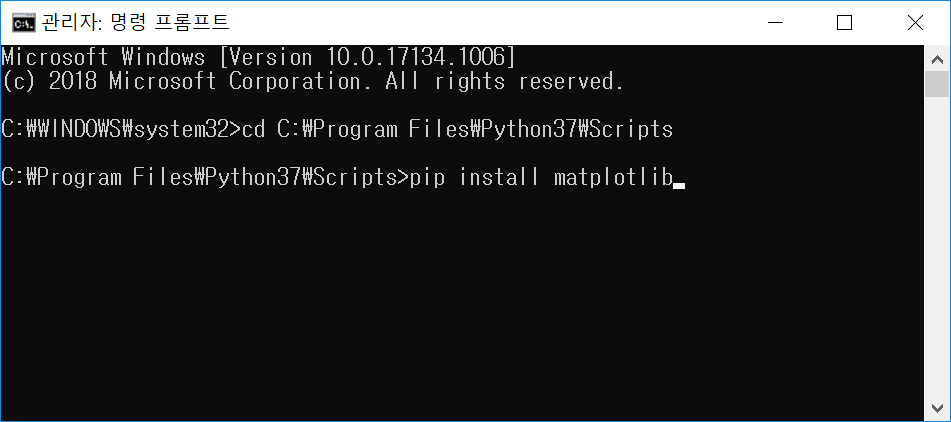 관리자: 명령 프롬프트
Microsoft Windows [Version 10.0.17134.1006]
(c) 2018 Microsoft Corporation. All rights reserved.
C:₩WINDOWS₩system32>cd C:₩Program Files₩Python37₩Scripts
C:₩Program Files₩Python37₩Scripts>pip install matplotlib